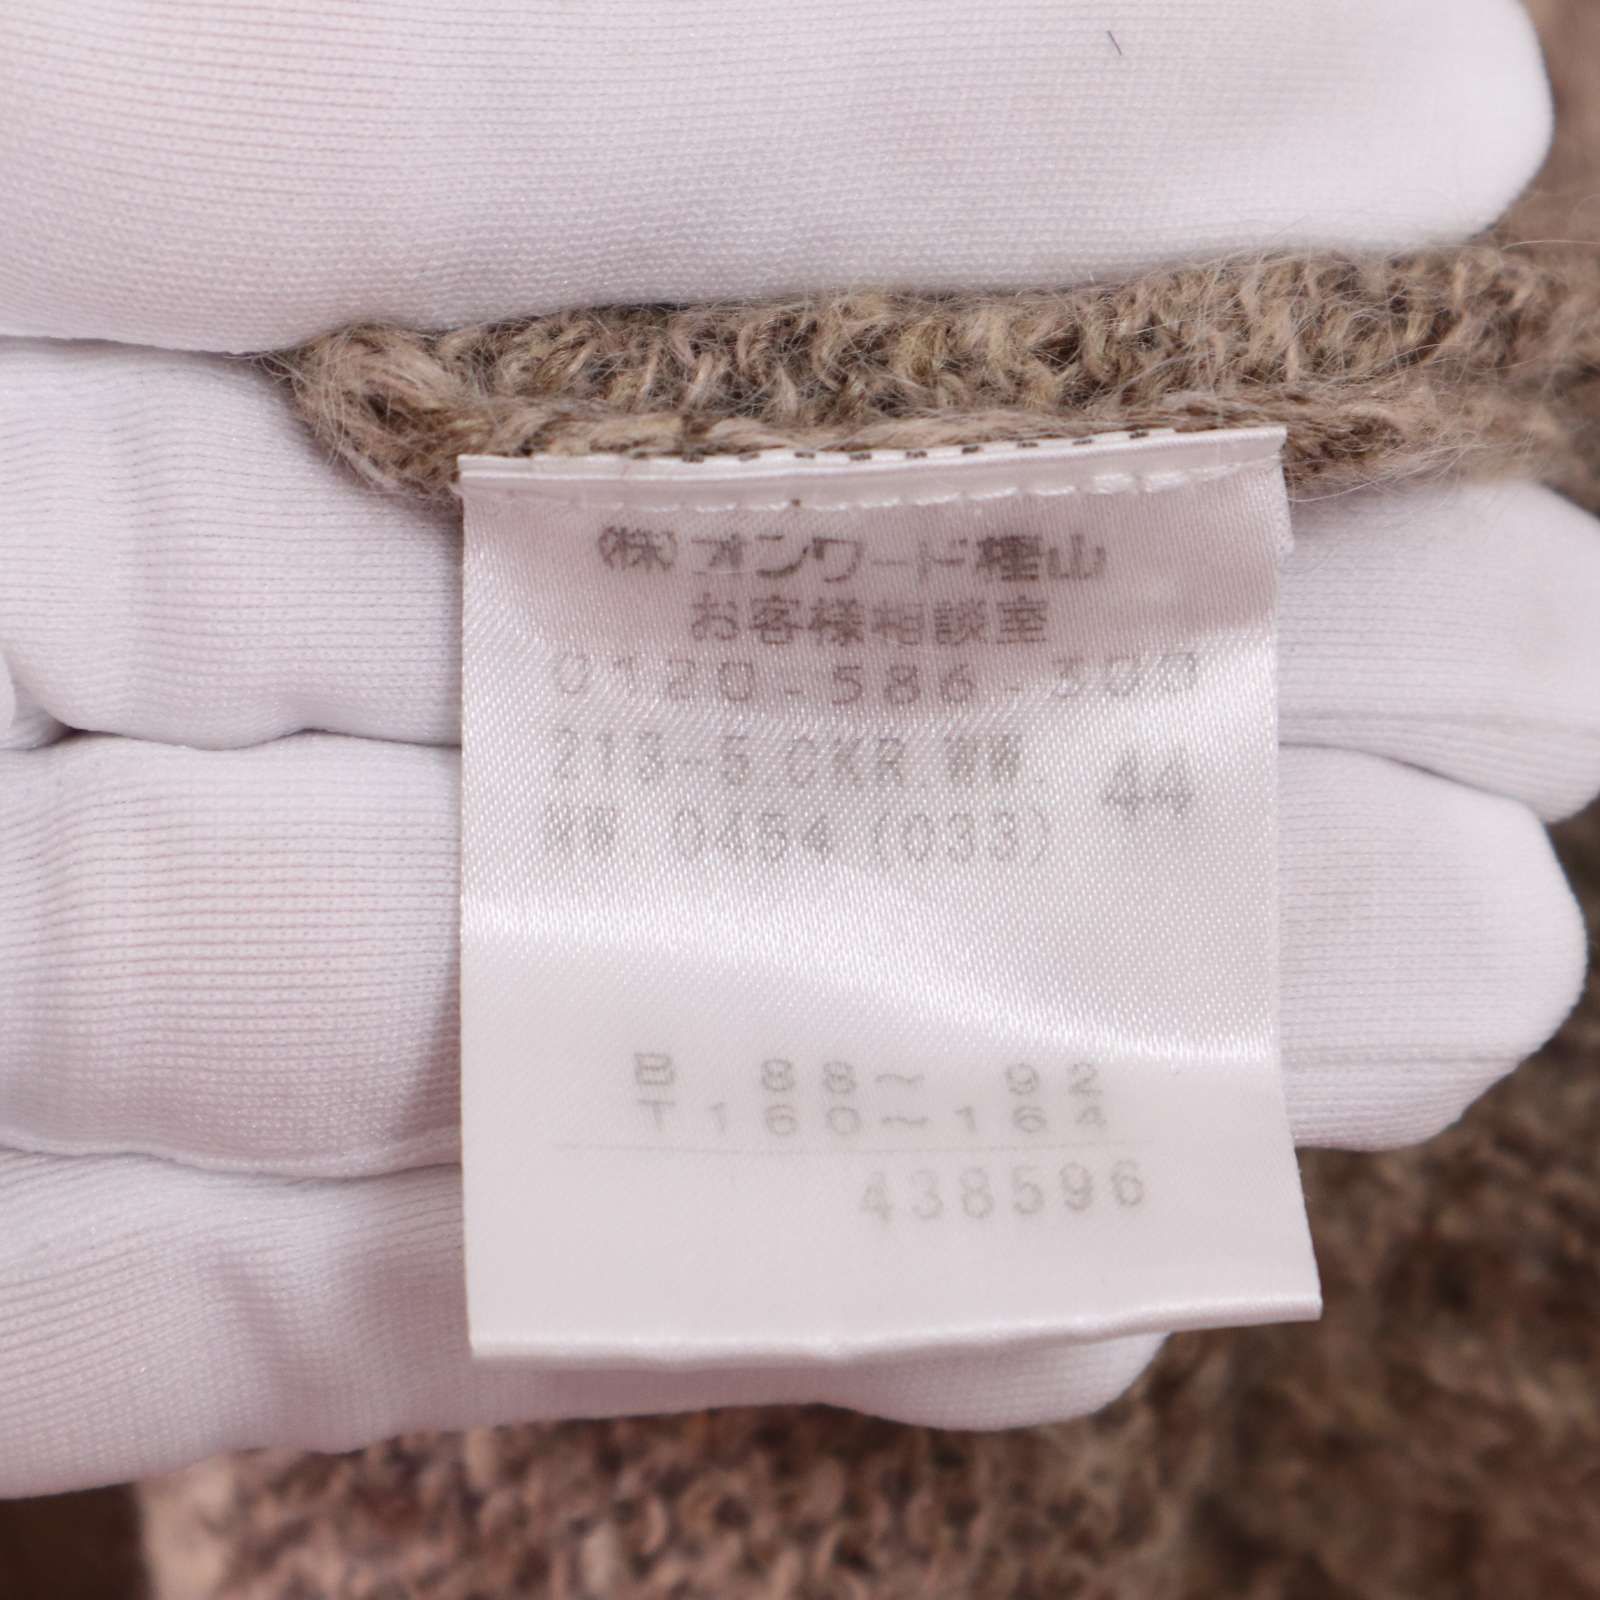 (株)オンワード樫山
お客様相談室
0120-586-300
213-5.CKR.WW. 44
WW.0454(033)
B 88～ 92
T160～164
438596